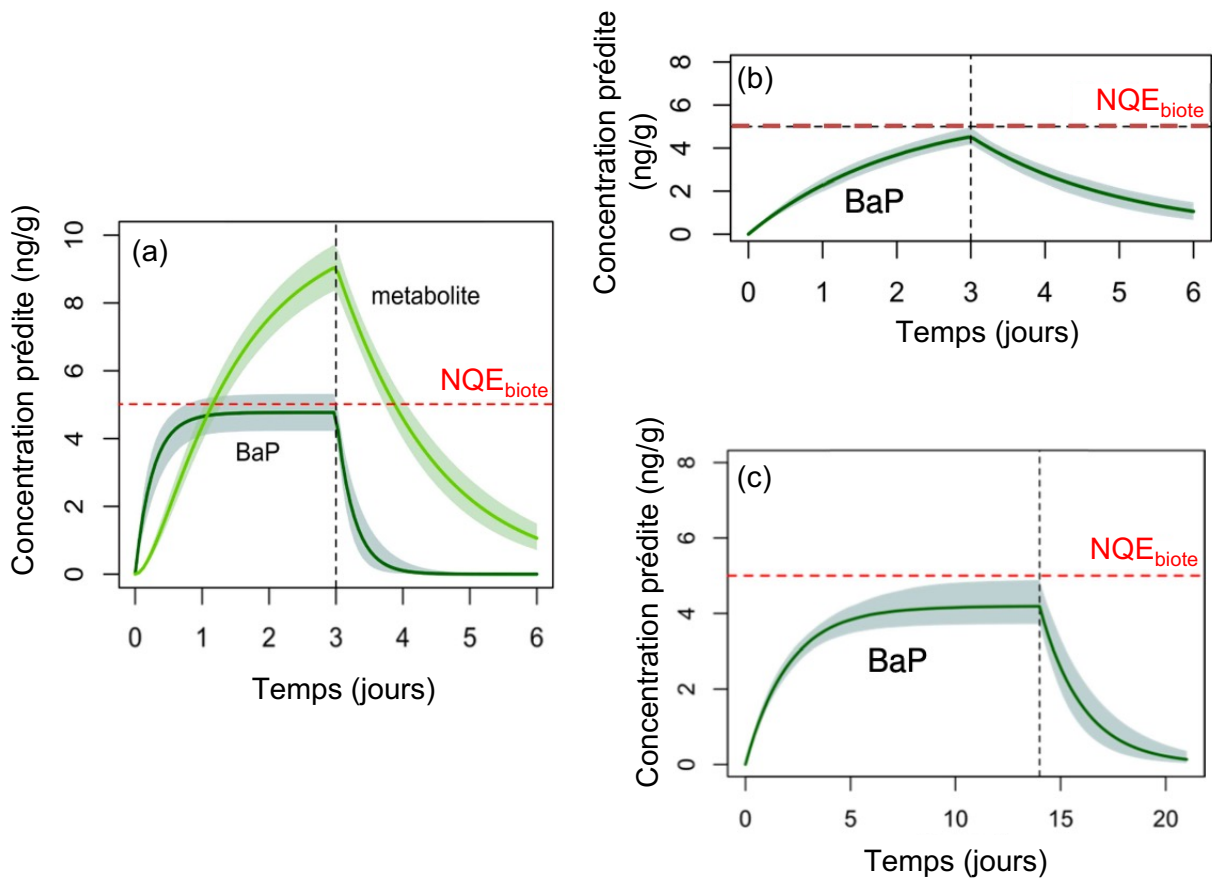 (a)
Concentration prédite (ng/g)
10
8
6
4
2
0
metabolite
NQEbiote
BaP
0 1 2 3 4 5 6
Temps (jours)
(b)
Concentration prédite
(ng/g)
8
6
4
2
0
NQEbiote
BaP
0 1 2 3 4 5 6
Temps (jours)
(c)
Concentration prédite (ng/g)
8
6
4
2
0
NQEbiote
BaP
0 5 10 15 20
Temps (jours)